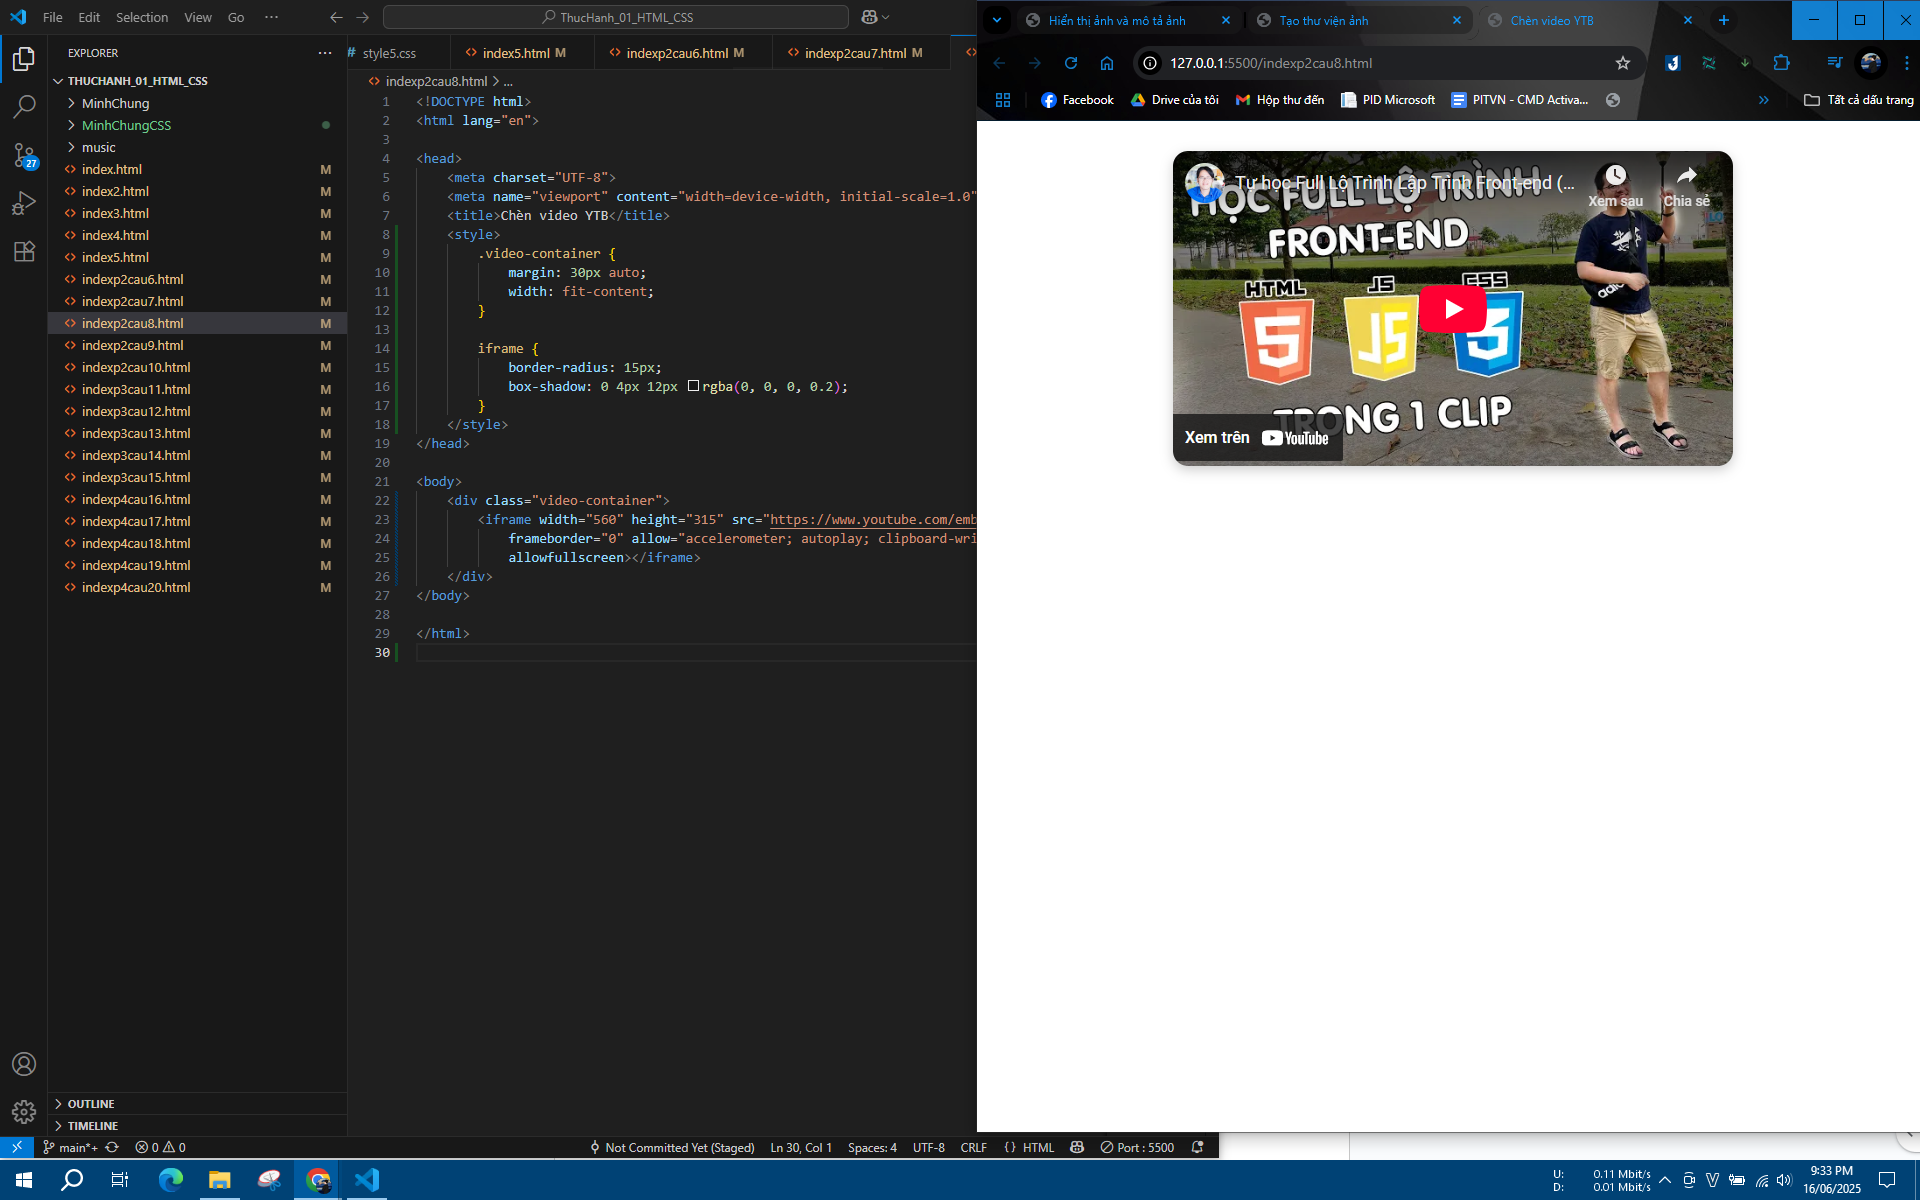 File Edit Selection View Go ···
ThucHanh_01_HTML_CSS
EXPLORER
THUCHANH_01_HTML_CSS
MinhChung
MinhChungCSS
music
index.html M
index2.html M
index3.html M
index4.html M
index5.html M
indexp2cau6.html M
indexp2cau7.html M
indexp2cau8.html M
indexp2cau9.html M
indexp2cau10.html M
indexp3cau11.html M
indexp3cau12.html M
indexp3cau13.html M
indexp3cau14.html M
indexp3cau15.html M
indexp4cau16.html M
indexp4cau17.html M
indexp4cau18.html M
indexp4cau19.html M
indexp4cau20.html M
OUTLINE
TIMELINE
27
# style5.css <> index5.html M <> indexp2cau6.html M <> indexp2cau7.html M
<> indexp2cau8.html > ...
1 <!DOCTYPE html>
2 <html lang="en">
3
4 <head>
5 <meta charset="UTF-8">
6 <meta name="viewport" content="width=device-width, initial-scale=1.0"
7 <title>Chèn video YTB</title>
8 <style>
9 .video-container {
10 margin: 30px auto;
11 width: fit-content;
12 }
13
14 iframe {
15 border-radius: 15px;
16 box-shadow: 0 4px 12px rgba(0, 0, 0, 0.2);
17 }
18 </style>
19 </head>
20
21 <body>
22 <div class="video-container">
23 <iframe width="560" height="315" src="https://www.youtube.com/emb
24 frameborder="0" allow="accelerometer; autoplay; clipboard-wri
25 allowfullscreen></iframe>
26 </div>
27 </body>
28
29 </html>
30
main*+ 0 0 Not Committed Yet (Staged) Ln 30, Col 1 Spaces: 4 UTF-8 CRLF {} HTML Port : 5500
Hiển thị ảnh và mô tả ảnh
Tạo thư viện ảnh
Chèn video YTB
127.0.0.1:5500/indexp2cau8.html
Facebook Drive của tôi Hộp thư đến PID Microsoft PITVN - CMD Activa... » Tất cả dấu trang
Tự học Full Lộ Trình Lập Trình Front-end (...
Xem sau
Chia sẻ
HỌC FULL LỘ TRÌNH
FRONT-END
HTML JS CSS
5 JS 3
TRONG 1 CLIP
Xem trên YouTube
U: 0.11 Mbit/s
D: 0.01 Mbit/s
9:33 PM
16/06/2025